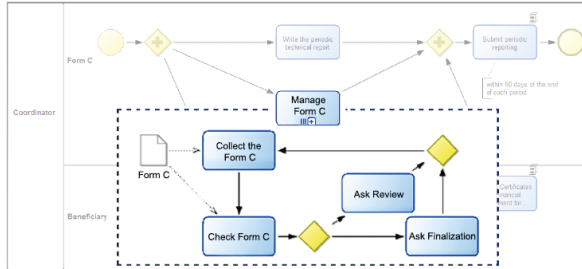 Form C
Write the periodic
technical report
Submit periodic
reporting
within 60 days of the end
of each period
Coordinator
Manage
Form C
Collect the
Form C
Form C
Ask Review
Beneficiary
Check Form C
Ask Finalization
Certificates